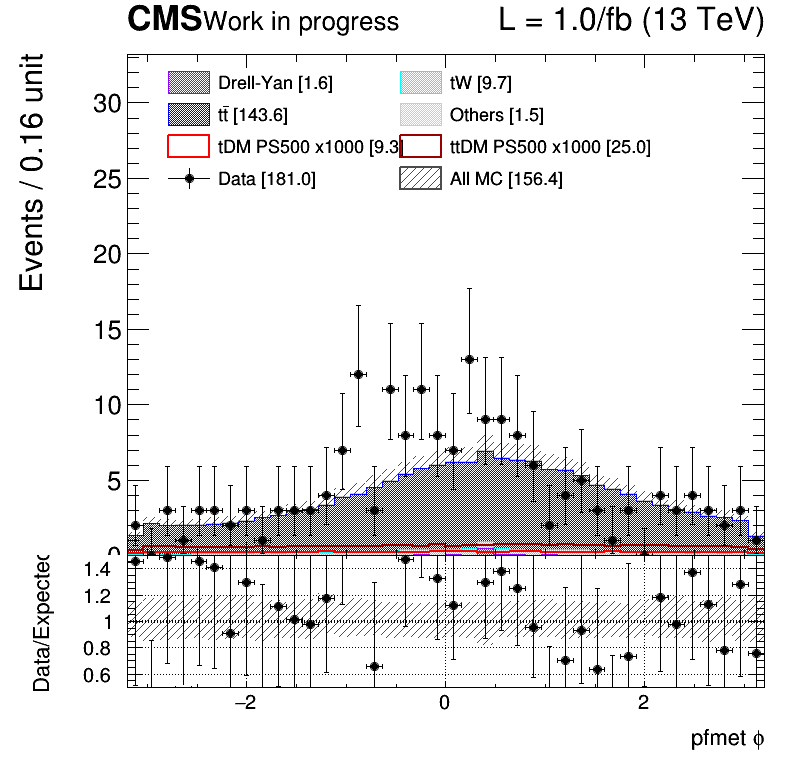 CMS Work in progress L = 1.0/fb (13 TeV)
Events / 0.16 unit
Drell-Yan [1.6] tW [9.7]
tt̄ [143.6] Others [1.5]
tDM PS500 x1000 [9.3] ttDM PS500 x1000 [25.0]
Data [181.0] All MC [156.4]
30
25
20
15
10
5
0
Data/Expected
1.4
1.2
1
0.8
0.6
−2 0 2
pfmet ϕ